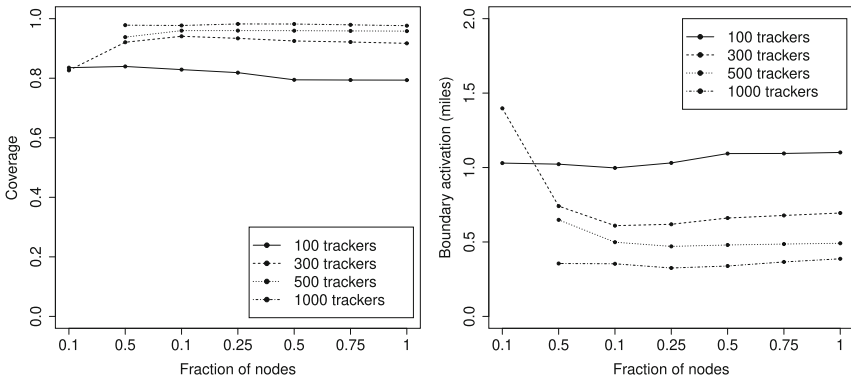 Coverage
1.0
0.8
0.6
0.4
0.2
0.0
100 trackers
300 trackers
500 trackers
1000 trackers
0.1 0.5 0.1 0.25 0.5 0.75 1
Fraction of nodes
Boundary activation (miles)
2.0
1.5
1.0
0.5
0.0
100 trackers
300 trackers
500 trackers
1000 trackers
0.1 0.5 0.1 0.25 0.5 0.75 1
Fraction of nodes